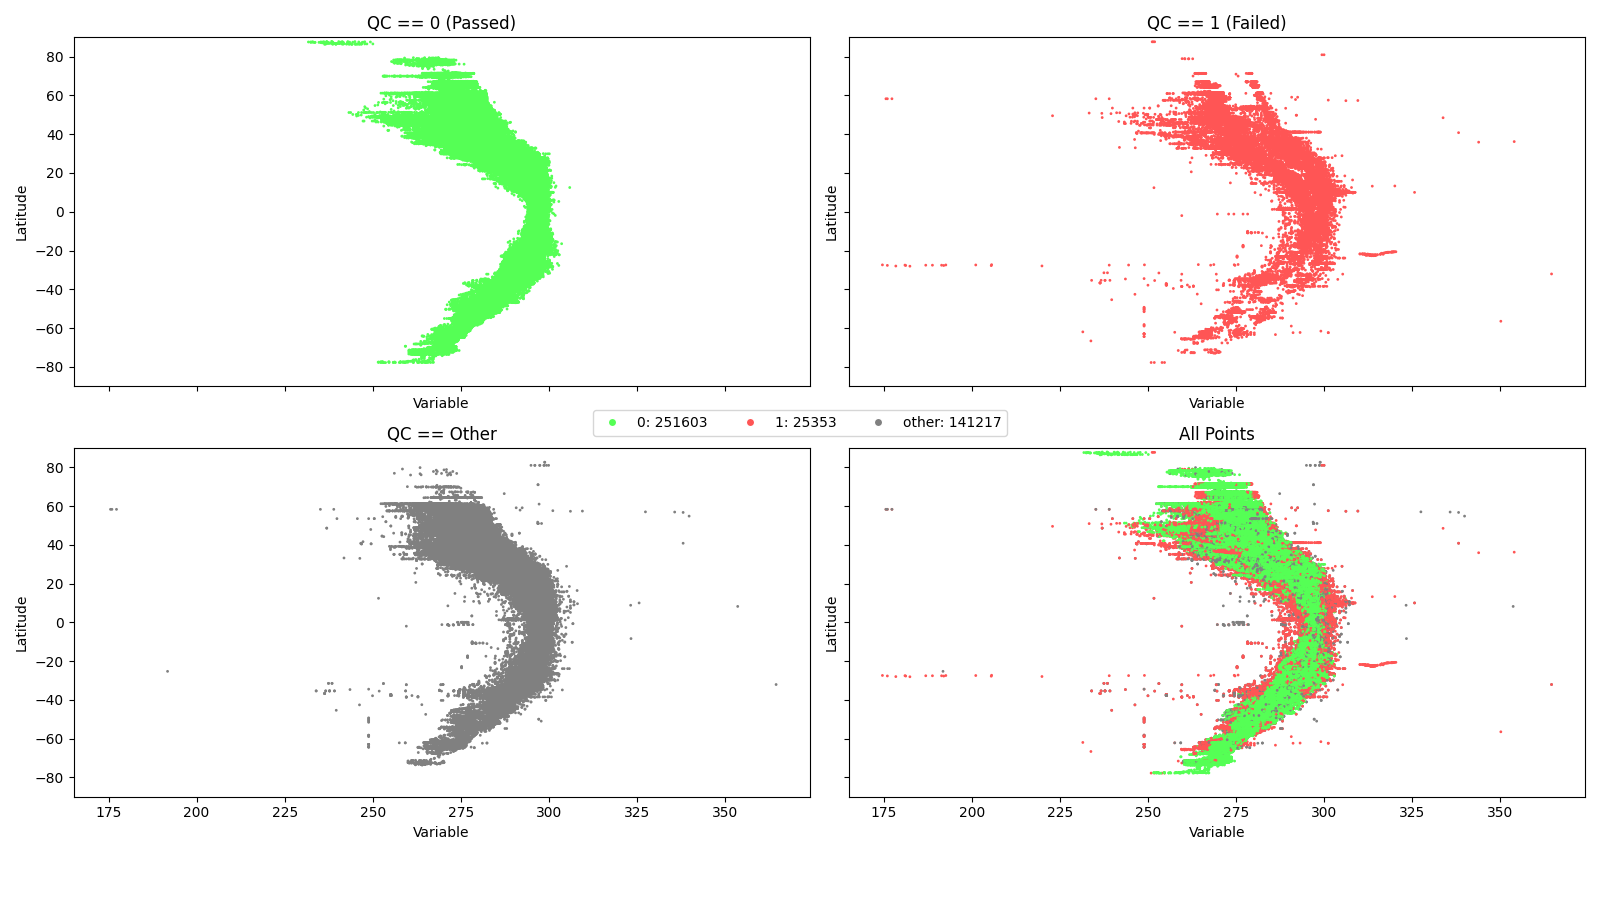 QC == 0 (Passed)
QC == 1 (Failed)
80
60
40
20
0
−20
−40
−60
−80
Latitude
Latitude
Variable
Variable
0: 251603
1: 25353
other: 141217
QC == Other
All Points
80
60
40
20
0
−20
−40
−60
−80
Latitude
Latitude
175
200
225
250
275
300
325
350
175
200
225
250
275
300
325
350
Variable
Variable